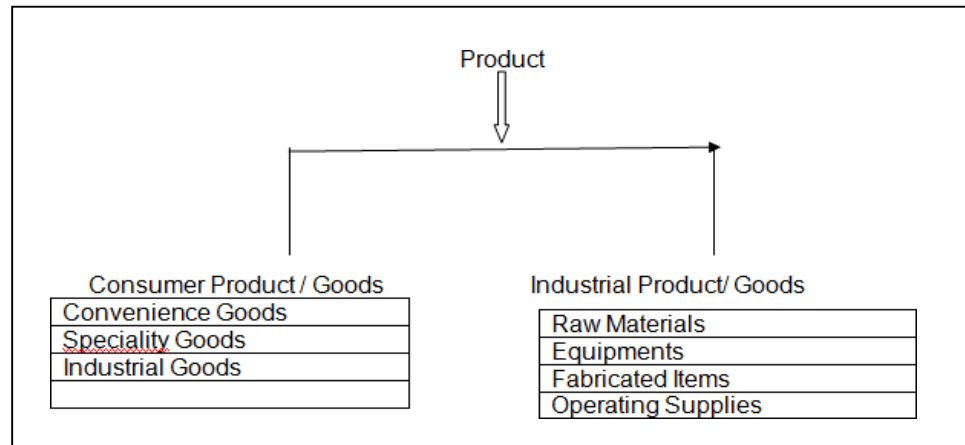 Product
Consumer Product / Goods
Convenience Goods
Speciality Goods
Industrial Goods
Industrial Product/ Goods
Raw Materials
Equipments
Fabricated Items
Operating Supplies